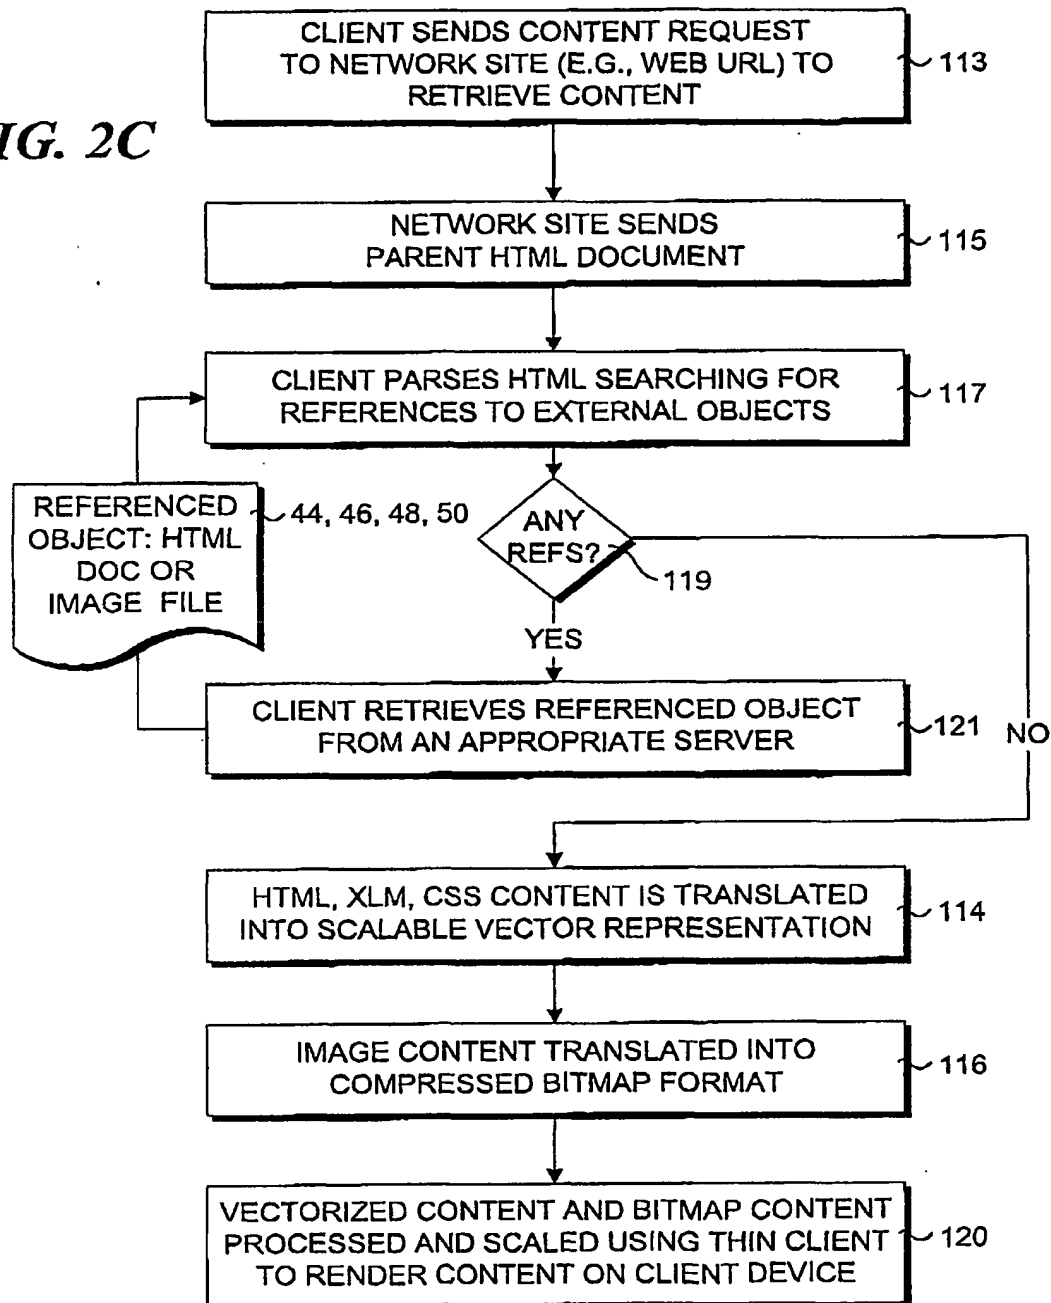 CLIENT SENDS CONTENT REQUEST
TO NETWORK SITE (E.G., WEB URL) TO
RETRIEVE CONTENT
113
IG. 2C
NETWORK SITE SENDS
PARENT HTML DOCUMENT
115
CLIENT PARSES HTML SEARCHING FOR
REFERENCES TO EXTERNAL OBJECTS
117
REFERENCED
OBJECT: HTML
DOC OR
IMAGE FILE
44, 46, 48, 50
ANY
REFS?
119
YES
CLIENT RETRIEVES REFERENCED OBJECT
FROM AN APPROPRIATE SERVER
121
NO
HTML, XLM, CSS CONTENT IS TRANSLATED
INTO SCALABLE VECTOR REPRESENTATION
114
IMAGE CONTENT TRANSLATED INTO
COMPRESSED BITMAP FORMAT
116
VECTORIZED CONTENT AND BITMAP CONTENT
PROCESSED AND SCALED USING THIN CLIENT
TO RENDER CONTENT ON CLIENT DEVICE
120